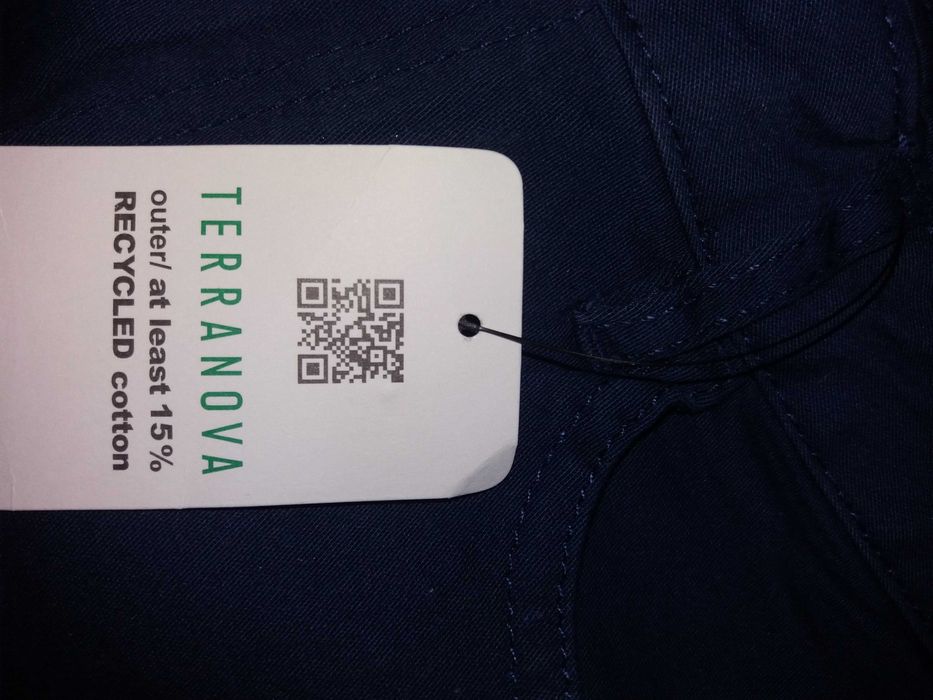 TERRANOVA
outer/ at least 15%
RECYCLED cotton